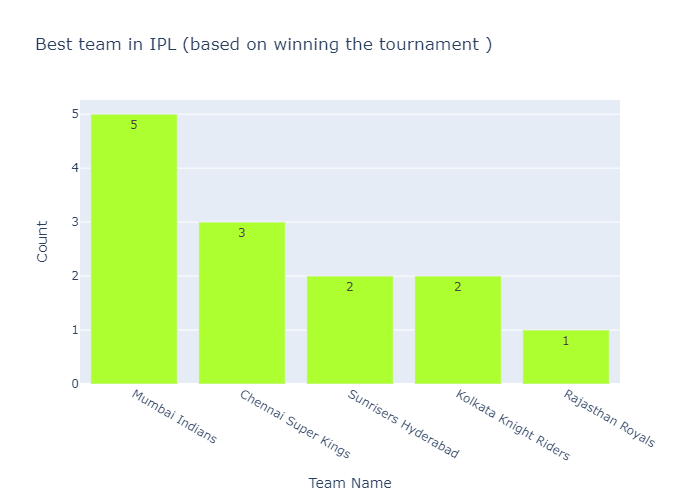 Best team in IPL (based on winning the tournament )
5
4
3
2
1
0
Count
5
3
2
2
1
Mumbai Indians
Chennai Super Kings
Sunrisers Hyderabad
Kolkata Knight Riders
Rajasthan Royals
Team Name